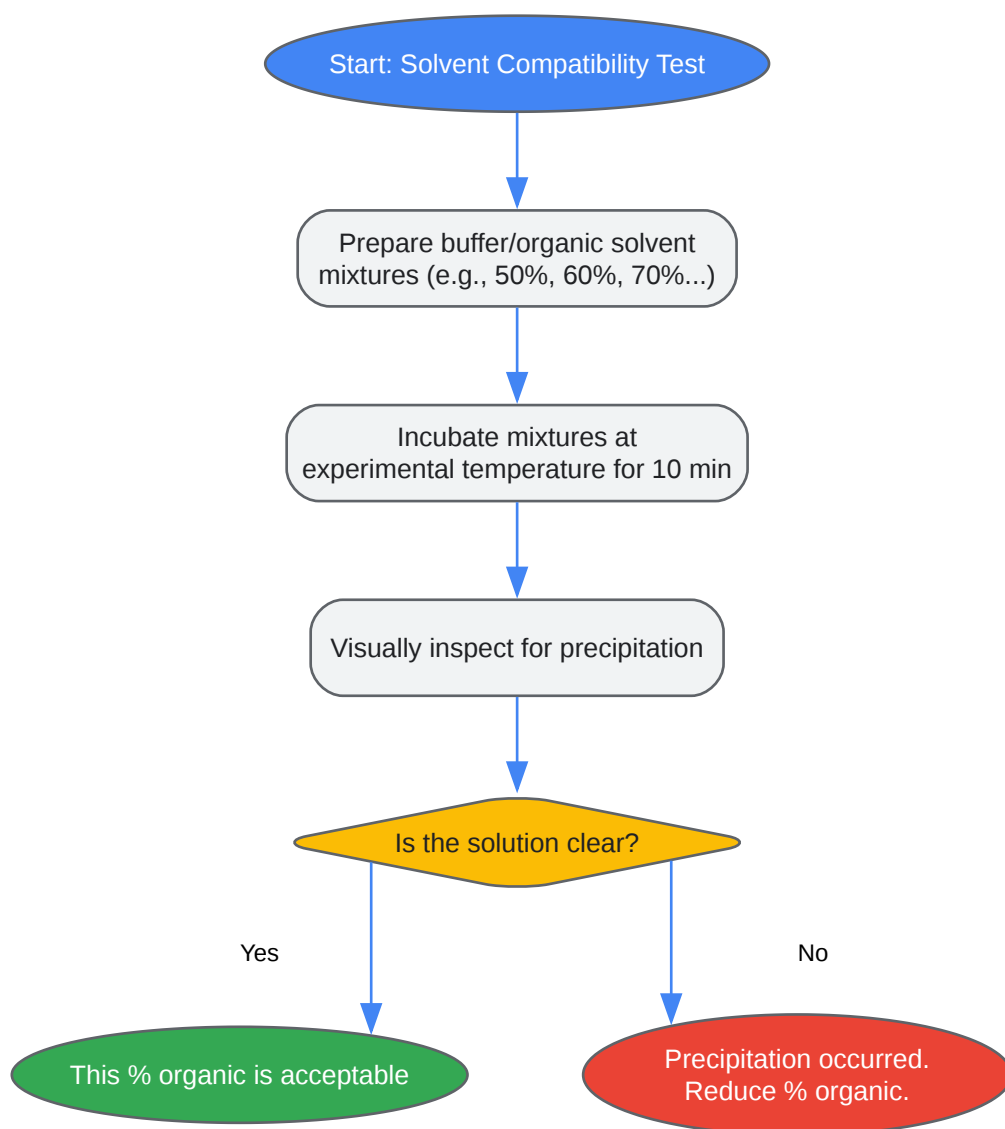 Start: Solvent Compatibility Test
Prepare buffer/organic solvent
mixtures (e.g., 50%, 60%, 70%...)
Incubate mixtures at
experimental temperature for 10 min
Visually inspect for precipitation
Is the solution clear?
Yes
No
This % organic is acceptable
Precipitation occurred.
Reduce % organic.